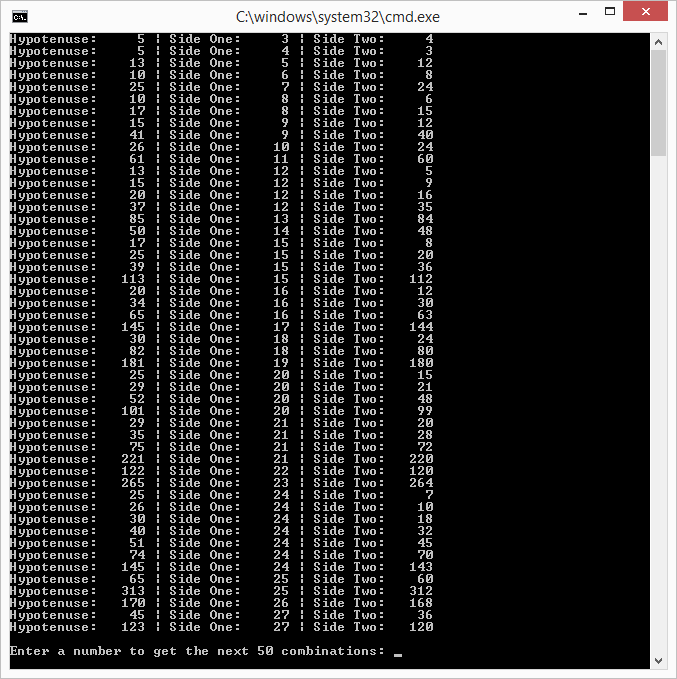 C:\windows\system32\cmd.exe
Hypotenuse: 5 ¦ Side One: 3 ¦ Side Two: 4
Hypotenuse: 5 ¦ Side One: 4 ¦ Side Two: 3
Hypotenuse: 13 ¦ Side One: 5 ¦ Side Two: 12
Hypotenuse: 10 ¦ Side One: 6 ¦ Side Two: 8
Hypotenuse: 25 ¦ Side One: 7 ¦ Side Two: 24
Hypotenuse: 10 ¦ Side One: 8 ¦ Side Two: 6
Hypotenuse: 17 ¦ Side One: 8 ¦ Side Two: 15
Hypotenuse: 15 ¦ Side One: 9 ¦ Side Two: 12
Hypotenuse: 41 ¦ Side One: 9 ¦ Side Two: 40
Hypotenuse: 26 ¦ Side One: 10 ¦ Side Two: 24
Hypotenuse: 61 ¦ Side One: 11 ¦ Side Two: 60
Hypotenuse: 13 ¦ Side One: 12 ¦ Side Two: 5
Hypotenuse: 15 ¦ Side One: 12 ¦ Side Two: 9
Hypotenuse: 20 ¦ Side One: 12 ¦ Side Two: 16
Hypotenuse: 37 ¦ Side One: 12 ¦ Side Two: 35
Hypotenuse: 85 ¦ Side One: 13 ¦ Side Two: 84
Hypotenuse: 50 ¦ Side One: 14 ¦ Side Two: 48
Hypotenuse: 17 ¦ Side One: 15 ¦ Side Two: 8
Hypotenuse: 25 ¦ Side One: 15 ¦ Side Two: 20
Hypotenuse: 39 ¦ Side One: 15 ¦ Side Two: 36
Hypotenuse: 113 ¦ Side One: 15 ¦ Side Two: 112
Hypotenuse: 20 ¦ Side One: 16 ¦ Side Two: 12
Hypotenuse: 34 ¦ Side One: 16 ¦ Side Two: 30
Hypotenuse: 65 ¦ Side One: 16 ¦ Side Two: 63
Hypotenuse: 145 ¦ Side One: 17 ¦ Side Two: 144
Hypotenuse: 30 ¦ Side One: 18 ¦ Side Two: 24
Hypotenuse: 82 ¦ Side One: 18 ¦ Side Two: 80
Hypotenuse: 181 ¦ Side One: 19 ¦ Side Two: 180
Hypotenuse: 25 ¦ Side One: 20 ¦ Side Two: 15
Hypotenuse: 29 ¦ Side One: 20 ¦ Side Two: 21
Hypotenuse: 52 ¦ Side One: 20 ¦ Side Two: 48
Hypotenuse: 101 ¦ Side One: 20 ¦ Side Two: 99
Hypotenuse: 29 ¦ Side One: 21 ¦ Side Two: 20
Hypotenuse: 35 ¦ Side One: 21 ¦ Side Two: 28
Hypotenuse: 75 ¦ Side One: 21 ¦ Side Two: 72
Hypotenuse: 221 ¦ Side One: 21 ¦ Side Two: 220
Hypotenuse: 122 ¦ Side One: 22 ¦ Side Two: 120
Hypotenuse: 265 ¦ Side One: 23 ¦ Side Two: 264
Hypotenuse: 25 ¦ Side One: 24 ¦ Side Two: 7
Hypotenuse: 26 ¦ Side One: 24 ¦ Side Two: 10
Hypotenuse: 30 ¦ Side One: 24 ¦ Side Two: 18
Hypotenuse: 40 ¦ Side One: 24 ¦ Side Two: 32
Hypotenuse: 51 ¦ Side One: 24 ¦ Side Two: 45
Hypotenuse: 74 ¦ Side One: 24 ¦ Side Two: 70
Hypotenuse: 145 ¦ Side One: 24 ¦ Side Two: 143
Hypotenuse: 65 ¦ Side One: 25 ¦ Side Two: 60
Hypotenuse: 313 ¦ Side One: 25 ¦ Side Two: 312
Hypotenuse: 170 ¦ Side One: 26 ¦ Side Two: 168
Hypotenuse: 45 ¦ Side One: 27 ¦ Side Two: 36
Hypotenuse: 123 ¦ Side One: 27 ¦ Side Two: 120
Enter a number to get the next 50 combinations: _